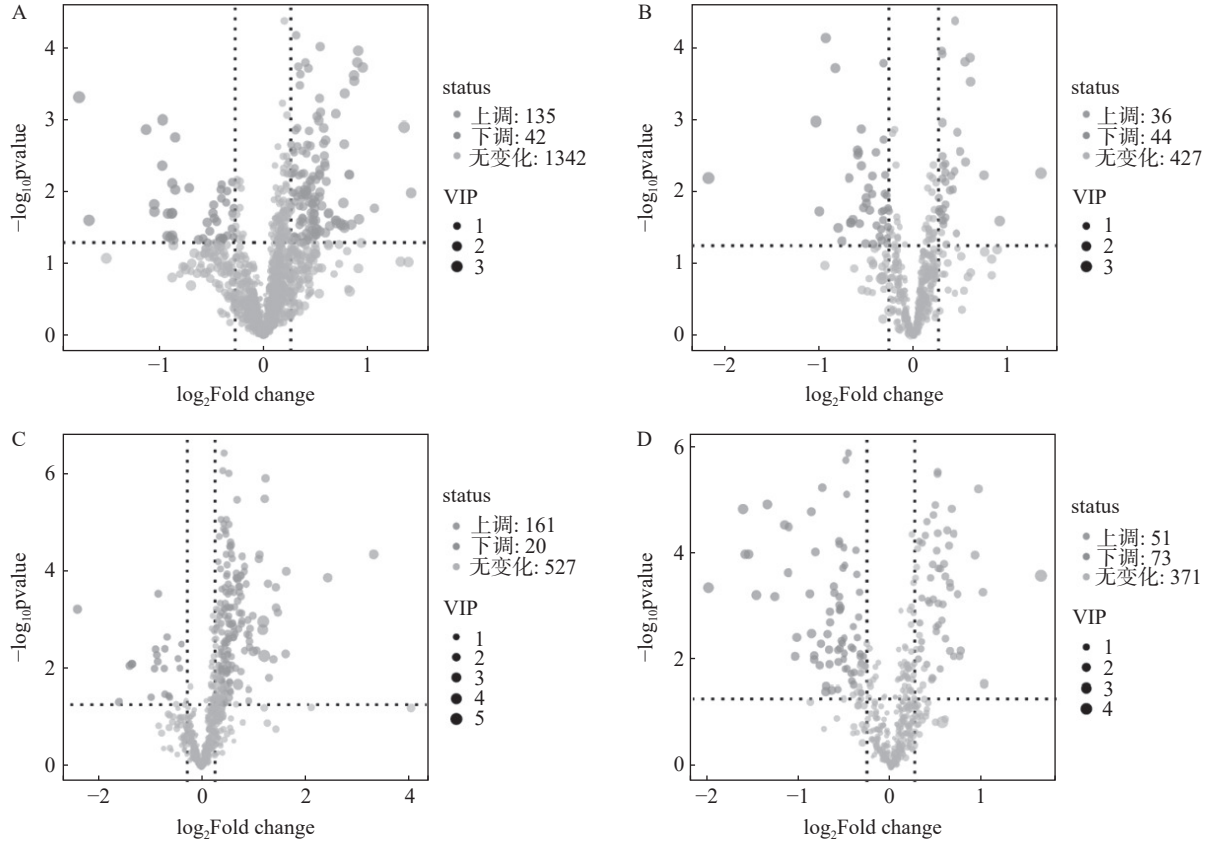 A
4
3
2
1
0
−log₁₀pvalue
−1
0
1
log₂Fold change
status
上调: 135
下调: 42
无变化: 1342
VIP
1
2
3
B
4
3
2
1
0
−log₁₀pvalue
−2
−1
0
1
log₂Fold change
status
上调: 36
下调: 44
无变化: 427
VIP
1
2
3
C
6
4
2
0
−log₁₀pvalue
−2
0
2
4
log₂Fold change
status
上调: 161
下调: 20
无变化: 527
VIP
1
2
3
4
5
D
6
4
2
0
−log₁₀pvalue
−2
−1
0
1
log₂Fold change
status
上调: 51
下调: 73
无变化: 371
VIP
1
2
3
4